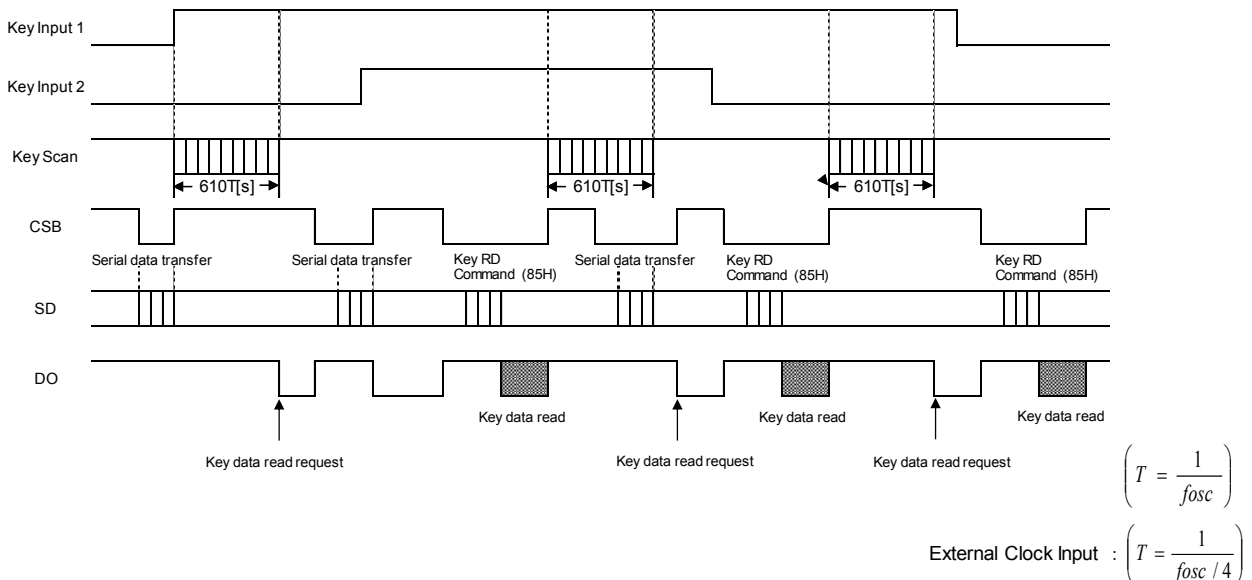 Key Input 1
Key Input 2
Key Scan
610T[s] 610T[s] 610T[s]
CSB
Serial data transfer Serial data transfer Key RD Command (85H) Serial data transfer Key RD Command (85H) Key RD Command (85H)
SD
DO
Key data read Key data read Key data read
Key data read request Key data read request Key data read request
( T = 1 / fosc )
External Clock Input : ( T = 1 / (fosc / 4) )